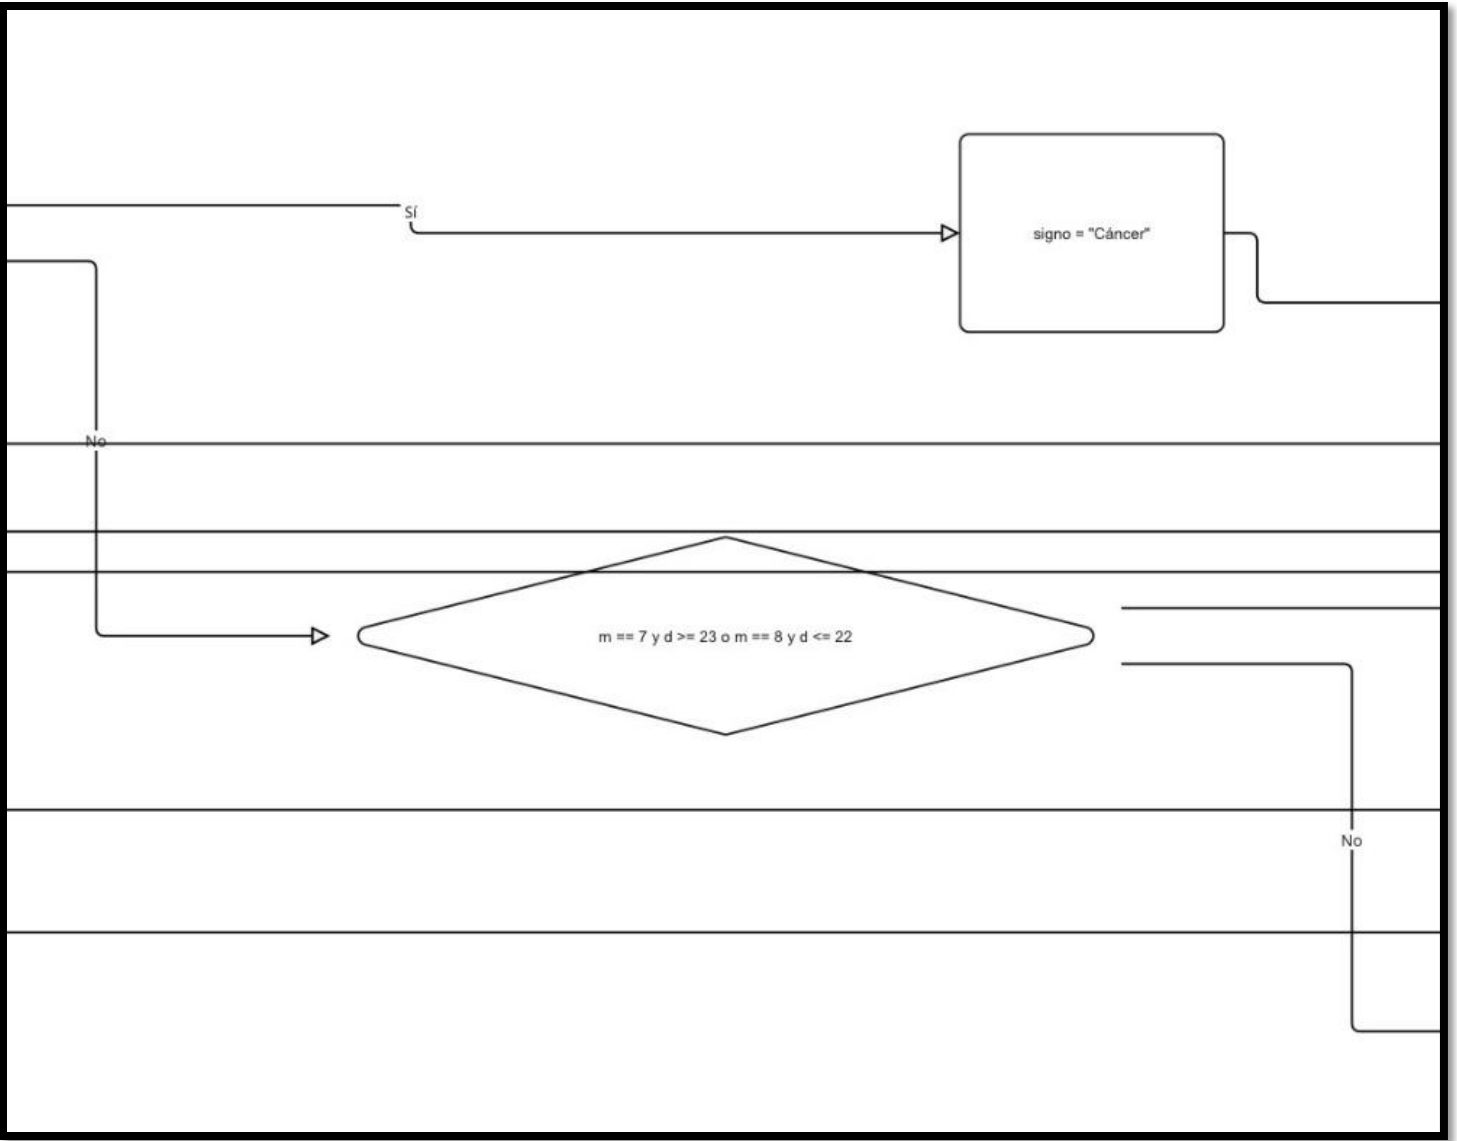 Sí
signo = "Cáncer"
No
m == 7 y d >= 23 o m == 8 y d <= 22
No